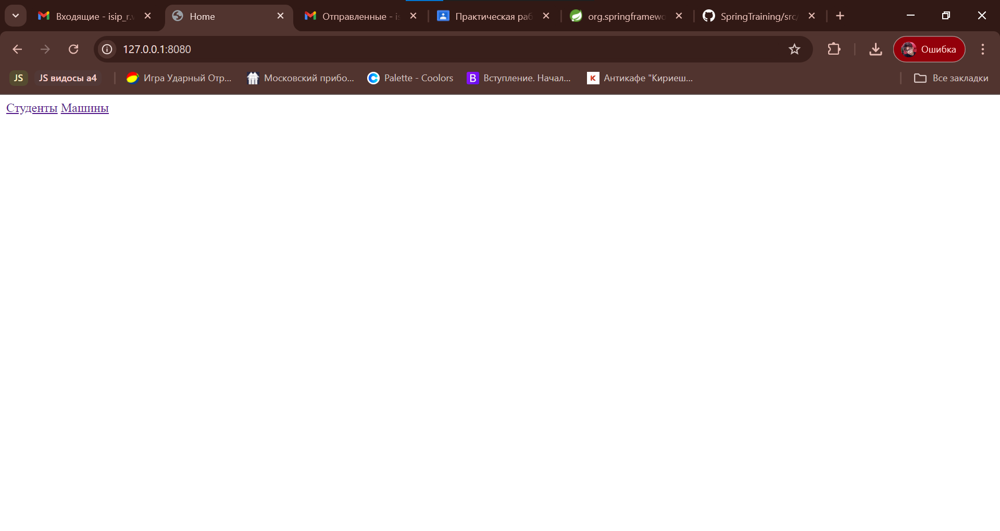 Входящие - isip_r.
Home
Отправленные - is
Практическая раб
org.springframewo
SpringTraining/src/
127.0.0.1:8080
Ошибка
JS
JS видосы а4
Игра Ударный Отр...
Московский прибо...
Palette - Coolors
Вступление. Начал...
Антикафе "Кириеш...
Все закладки
Студенты Машины